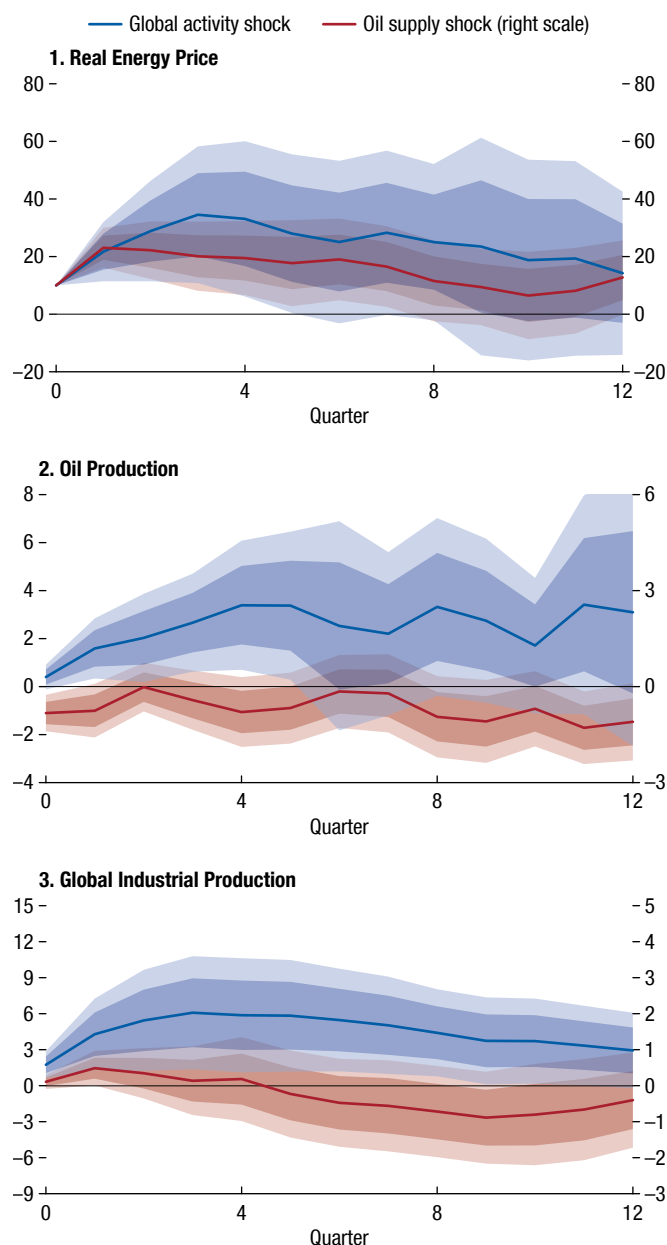 Global activity shock Oil supply shock (right scale)
1. Real Energy Price
80 80
60 60
40 40
20 20
0 0
–20 –20
0 4 8 12
Quarter
2. Oil Production
8 6
6
4 3
2
0 0
–2
–4 –3
0 4 8 12
Quarter
3. Global Industrial Production
15 5
12 4
9 3
6 2
3 1
0 0
–3 –1
–6 –2
–9 –3
0 4 8 12
Quarter